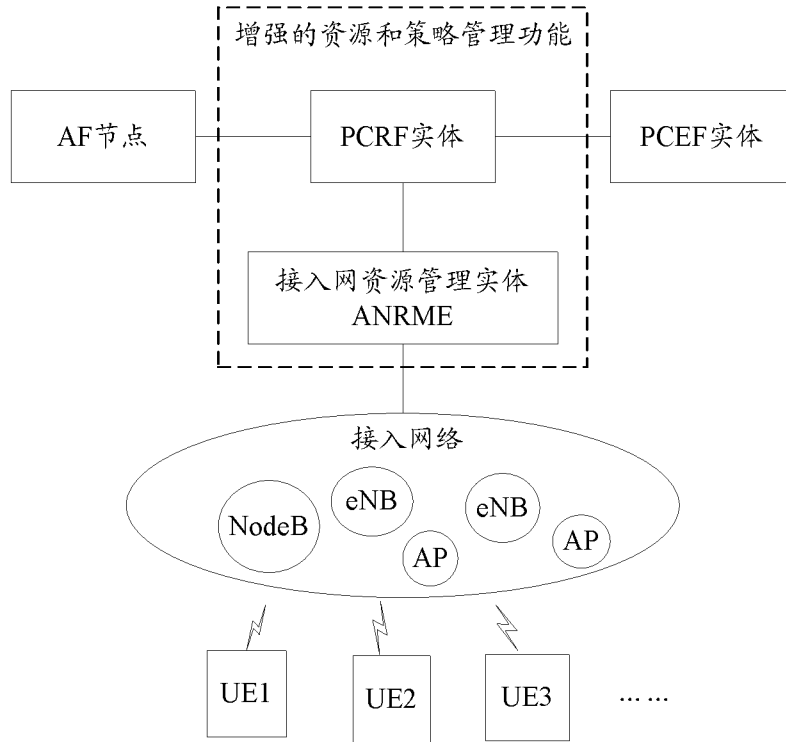 增强的资源和策略管理功能
AF节点
PCRF实体
PCEF实体
接入网资源管理实体
ANRME
接入网络
NodeB
eNB
AP
eNB
AP
UE1
UE2
UE3
... ...